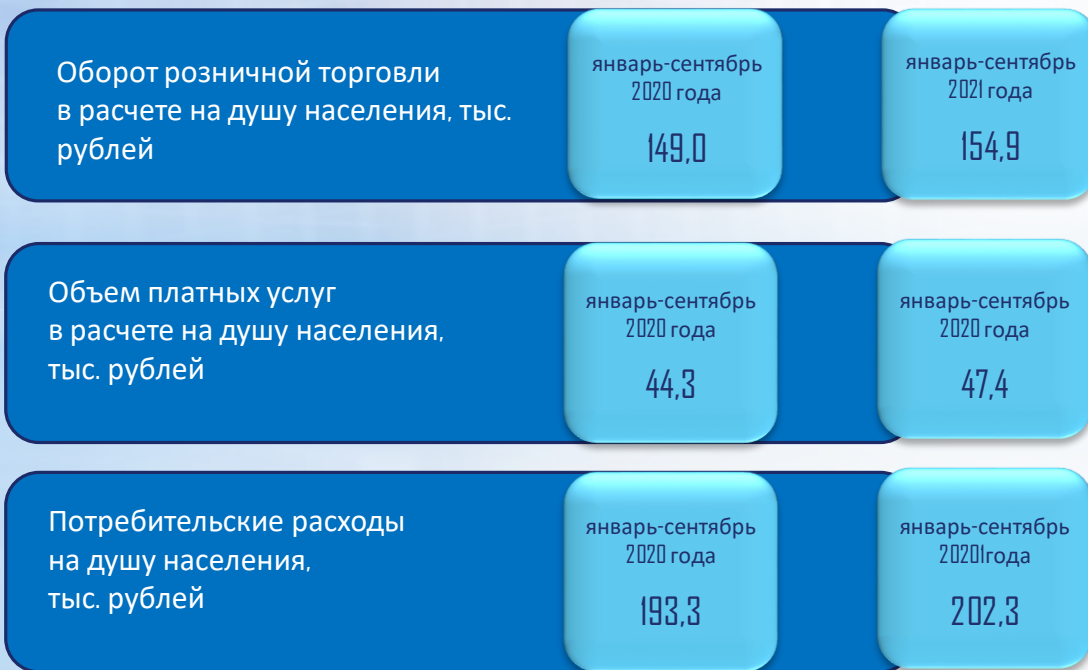 Оборот розничной торговли
в расчете на душу населения, тыс.
рублей
январь-сентябрь
2020 года
149,0
январь-сентябрь
2021 года
154,9
Объем платных услуг
в расчете на душу населения,
тыс. рублей
январь-сентябрь
2020 года
44,3
январь-сентябрь
2020 года
47,4
Потребительские расходы
на душу населения,
тыс. рублей
январь-сентябрь
2020 года
193,3
январь-сентябрь
20201года
202,3